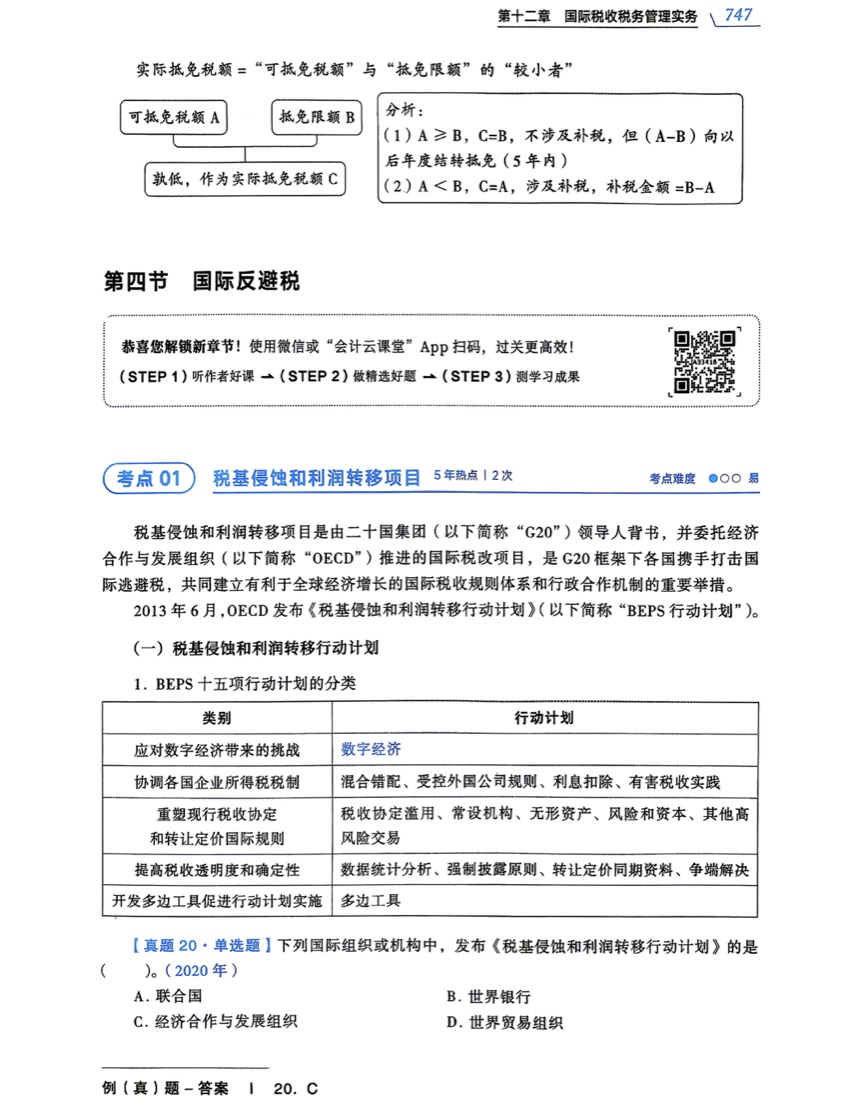 第十二章 国际税收税务管理实务 747
实际抵免税额=“可抵免税额”与“抵免限额”的“较小者”
可抵免税额 A
抵免限额 B
孰低，作为实际抵免税额 C
分析：
（1）A ≥ B，C=B，不涉及补税，但（A-B）向以
后年度结转抵免（5 年内）
（2）A < B，C=A，涉及补税，补税金额 =B-A
第四节 国际反避税
恭喜您解锁新章节！使用微信或“会计云课堂”App 扫码，过关更高效！
（STEP 1）听作者好课 →（STEP 2）做精选好题 →（STEP 3）测学习成果
考点 01 税基侵蚀和利润转移项目 5 年热点 | 2 次 考点难度 ●○○ 易
税基侵蚀和利润转移项目是由二十国集团（以下简称“G20”）领导人背书，并委托经济
合作与发展组织（以下简称“OECD”）推进的国际税改项目，是 G20 框架下各国携手打击国
际逃避税，共同建立有利于全球经济增长的国际税收规则体系和行政合作机制的重要举措。
2013 年 6 月，OECD 发布《税基侵蚀和利润转移行动计划》（以下简称“BEPS 行动计划”）。
（一）税基侵蚀和利润转移行动计划
1. BEPS 十五项行动计划的分类
类别 行动计划
应对数字经济带来的挑战 数字经济
协调各国企业所得税税制 混合错配、受控外国公司规则、利息扣除、有害税收实践
重塑现行税收协定
和转让定价国际规则
税收协定滥用、常设机构、无形资产、风险和资本、其他高
风险交易
提高税收透明度和确定性 数据统计分析、强制披露原则、转让定价同期资料、争端解决
开发多边工具促进行动计划实施 多边工具
【真题 20·单选题】下列国际组织或机构中，发布《税基侵蚀和利润转移行动计划》的是
（ ）。（2020 年）
A. 联合国 B. 世界银行
C. 经济合作与发展组织 D. 世界贸易组织
例（真）题 – 答案 | 20. C